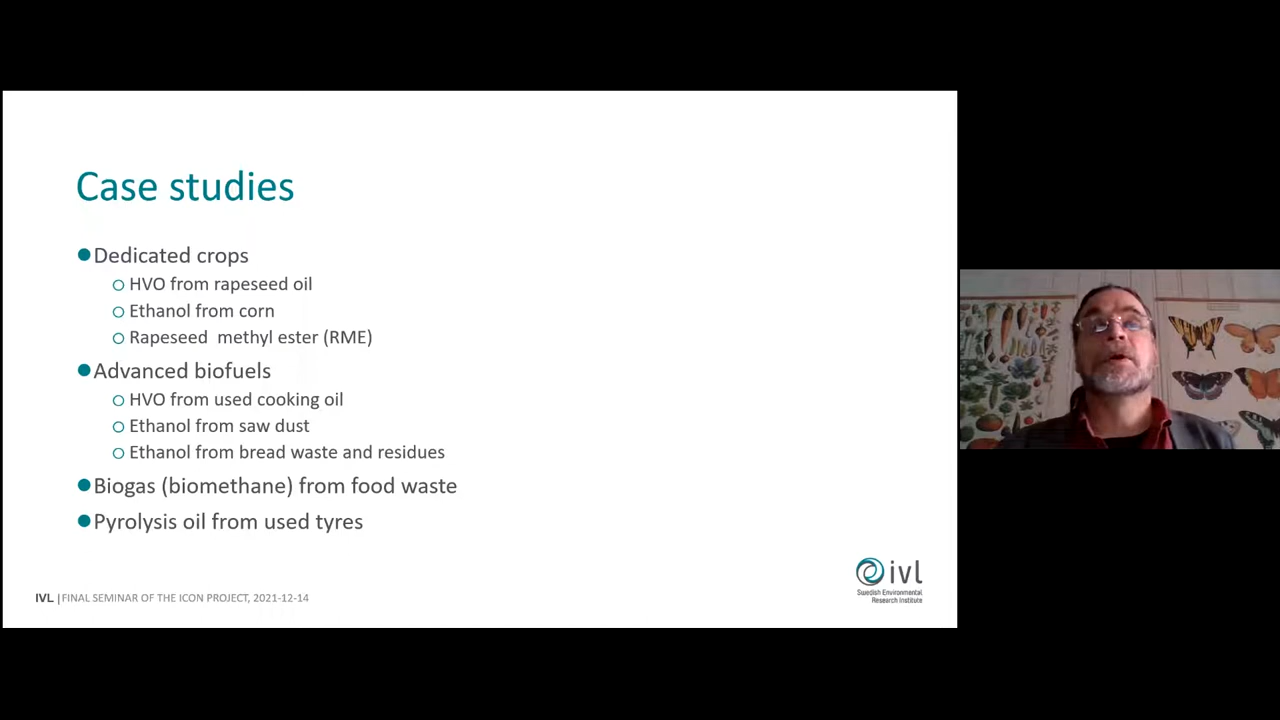 Case studies
Dedicated crops
HVO from rapeseed oil
Ethanol from corn
Rapeseed methyl ester (RME)
Advanced biofuels
HVO from used cooking oil
Ethanol from saw dust
Ethanol from bread waste and residues
Biogas (biomethane) from food waste
Pyrolysis oil from used tyres
IVL | FINAL SEMINAR OF THE ICON PROJECT, 2021-12-14
ivl
Swedish Environmental
Research Institute